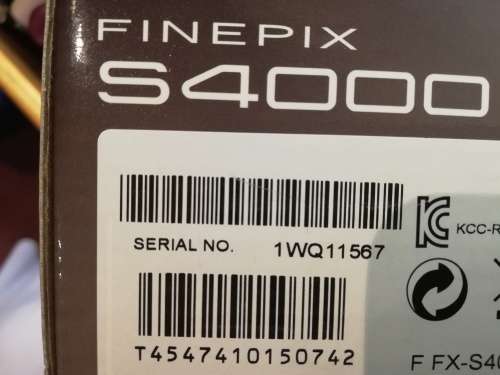 FINEPIX
S4000
SERIAL NO. 1WQ11567
KCC-R
T4547410150742
F FX-S40